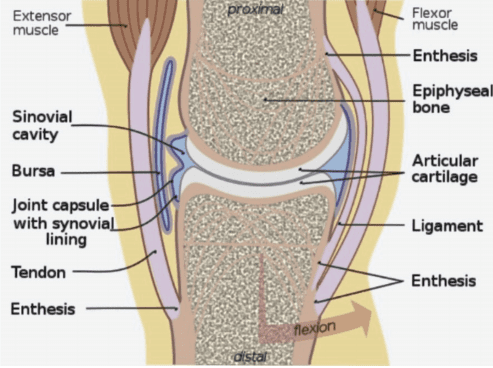 Extensor
muscle
proximal
Flexor
muscle
Enthesis
Epiphyseal
bone
Sinovial
cavity
Bursa
Articular
cartilage
Joint capsule
with synovial
lining
Ligament
Tendon
Enthesis
Enthesis
flexion
distal